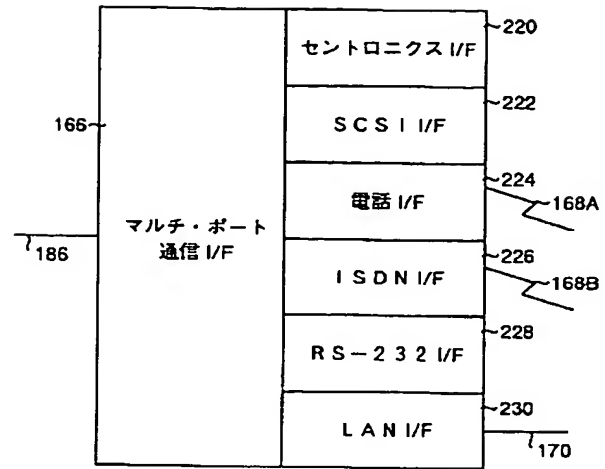 220
セントロニクス I/F
222
166
SCSI I/F
224
電話 I/F
168A
マルチ・ポート
通信 I/F
186
226
ISDN I/F
168B
228
RS-232 I/F
230
LAN I/F
170